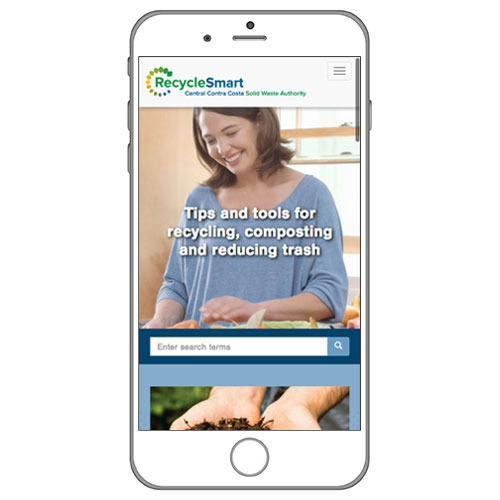 RecycleSmart
Central Contra Costa Solid Waste Authority
Tips and tools for
recycling, composting
and reducing trash
Enter search terms